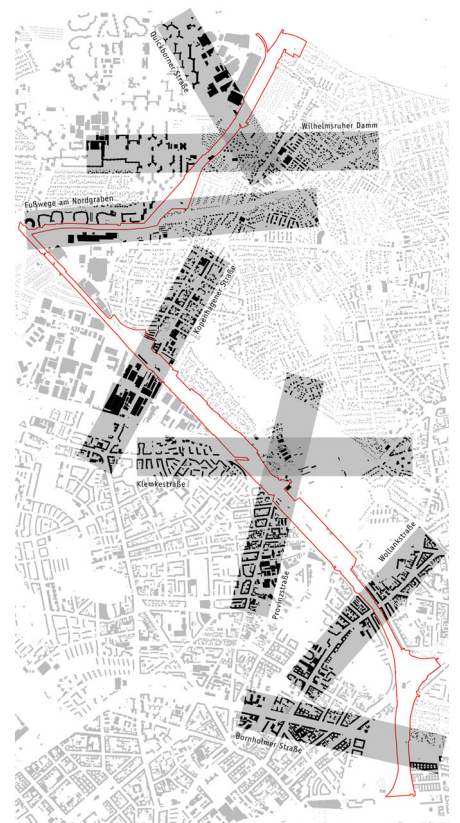 Quickborner Straße
Wilhelmsruher Damm
Fußwege am Nordgraben
Kopenhagener Straße
Klemkestraße
Provinzstraße
Wollankstraße
Bornholmer Straße